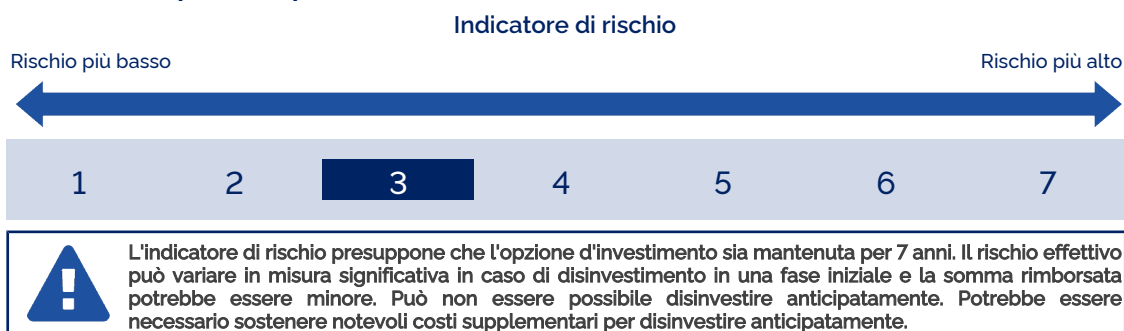 Indicatore di rischio
Rischio più basso
Rischio più alto
1 2 3 4 5 6 7
L'indicatore di rischio presuppone che l'opzione d'investimento sia mantenuta per 7 anni. Il rischio effettivo
può variare in misura significativa in caso di disinvestimento in una fase iniziale e la somma rimborsata
potrebbe essere minore. Può non essere possibile disinvestire anticipatamente. Potrebbe essere
necessario sostenere notevoli costi supplementari per disinvestire anticipatamente.